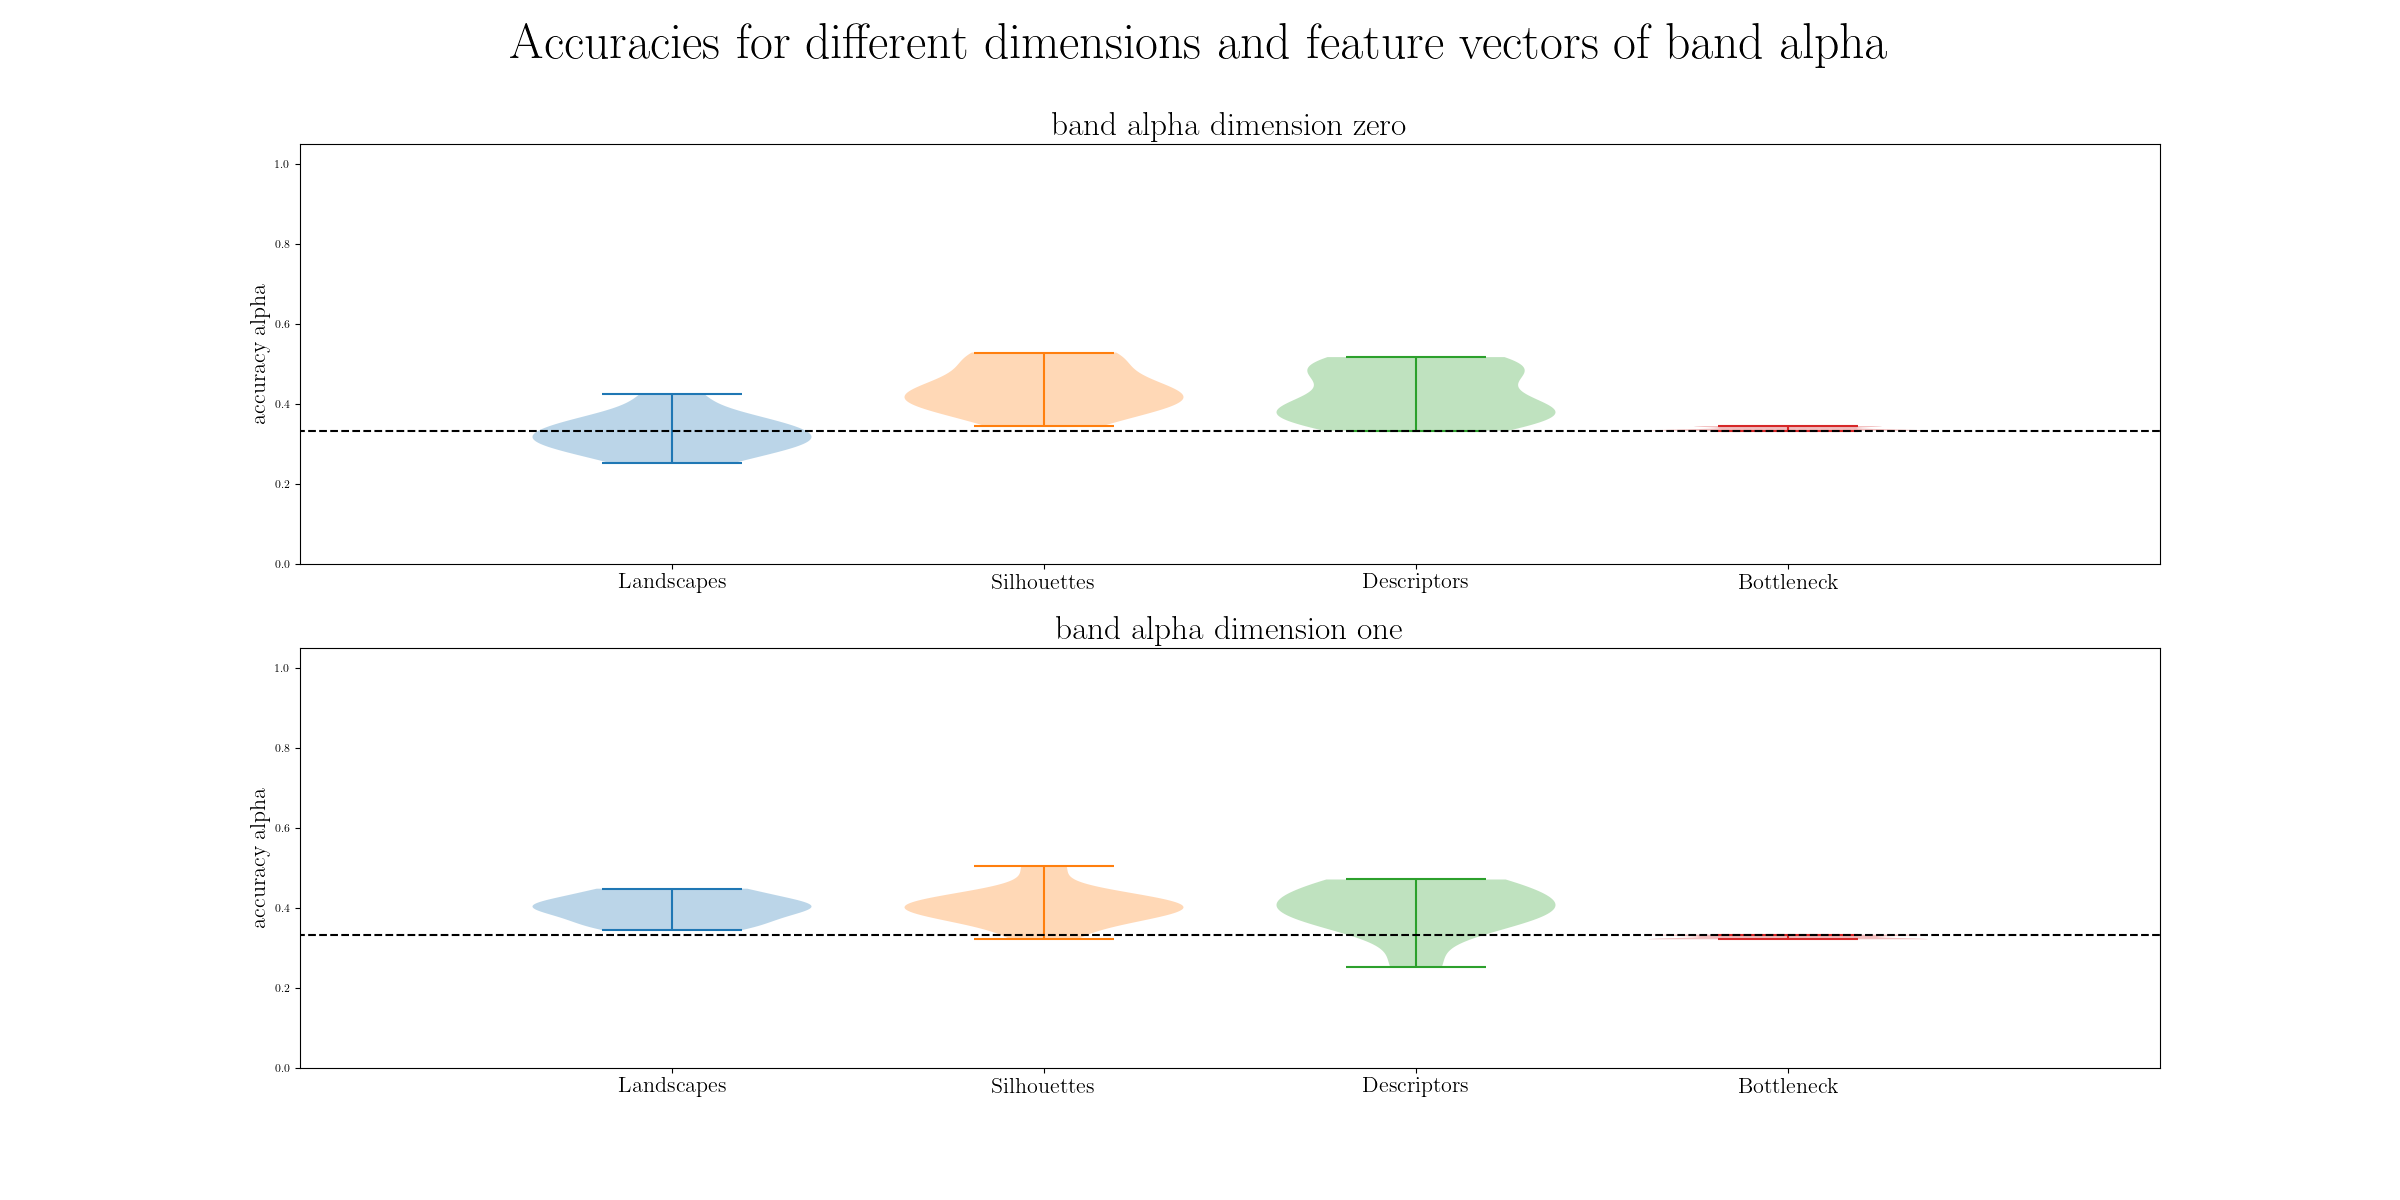 Accuracies for different dimensions and feature vectors of band alpha
band alpha dimension zero
accuracy alpha
1.0
0.8
0.6
0.4
0.2
0.0
Landscapes Silhouettes Descriptors Bottleneck
band alpha dimension one
accuracy alpha
1.0
0.8
0.6
0.4
0.2
0.0
Landscapes Silhouettes Descriptors Bottleneck